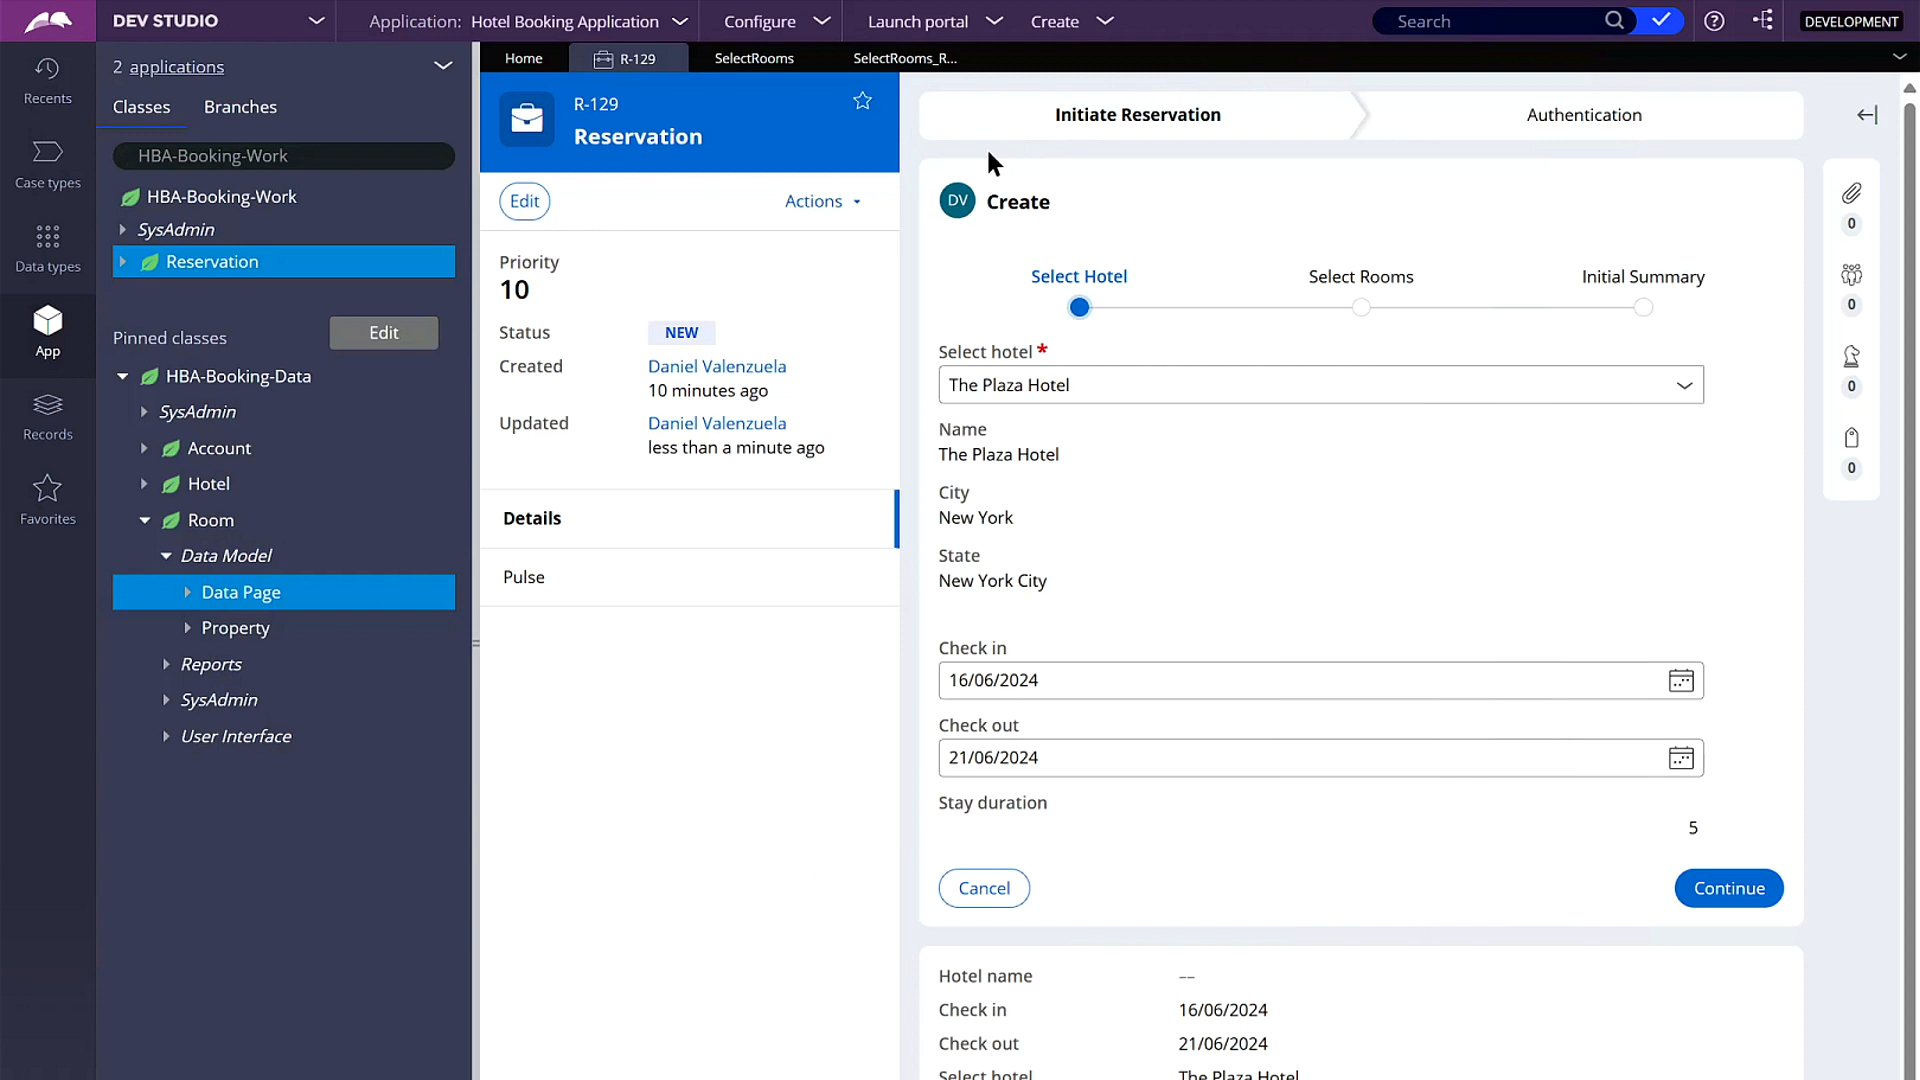 DEV STUDIO
Application: Hotel Booking Application
Configure
Launch portal
Create
Search
DEVELOPMENT
Recents
Case types
Data types
App
Records
Favorites
2 applications
Classes
Branches
HBA-Booking-Work
HBA-Booking-Work
SysAdmin
Reservation
Pinned classes
Edit
HBA-Booking-Data
SysAdmin
Account
Hotel
Room
Data Model
Data Page
Property
Reports
SysAdmin
User Interface
Home
R-129
SelectRooms
SelectRooms_R...
R-129
Reservation
Edit
Actions
Priority
10
Status
NEW
Created
Daniel Valenzuela
10 minutes ago
Updated
Daniel Valenzuela
less than a minute ago
Details
Pulse
Initiate Reservation
Authentication
DV
Create
Select Hotel
Select Rooms
Initial Summary
Select hotel *
The Plaza Hotel
Name
The Plaza Hotel
City
New York
State
New York City
Check in
16/06/2024
Check out
21/06/2024
Stay duration
5
Cancel
Continue
Hotel name
––
Check in
16/06/2024
Check out
21/06/2024
Select hotel
The Plaza Hotel
0
0
0
0